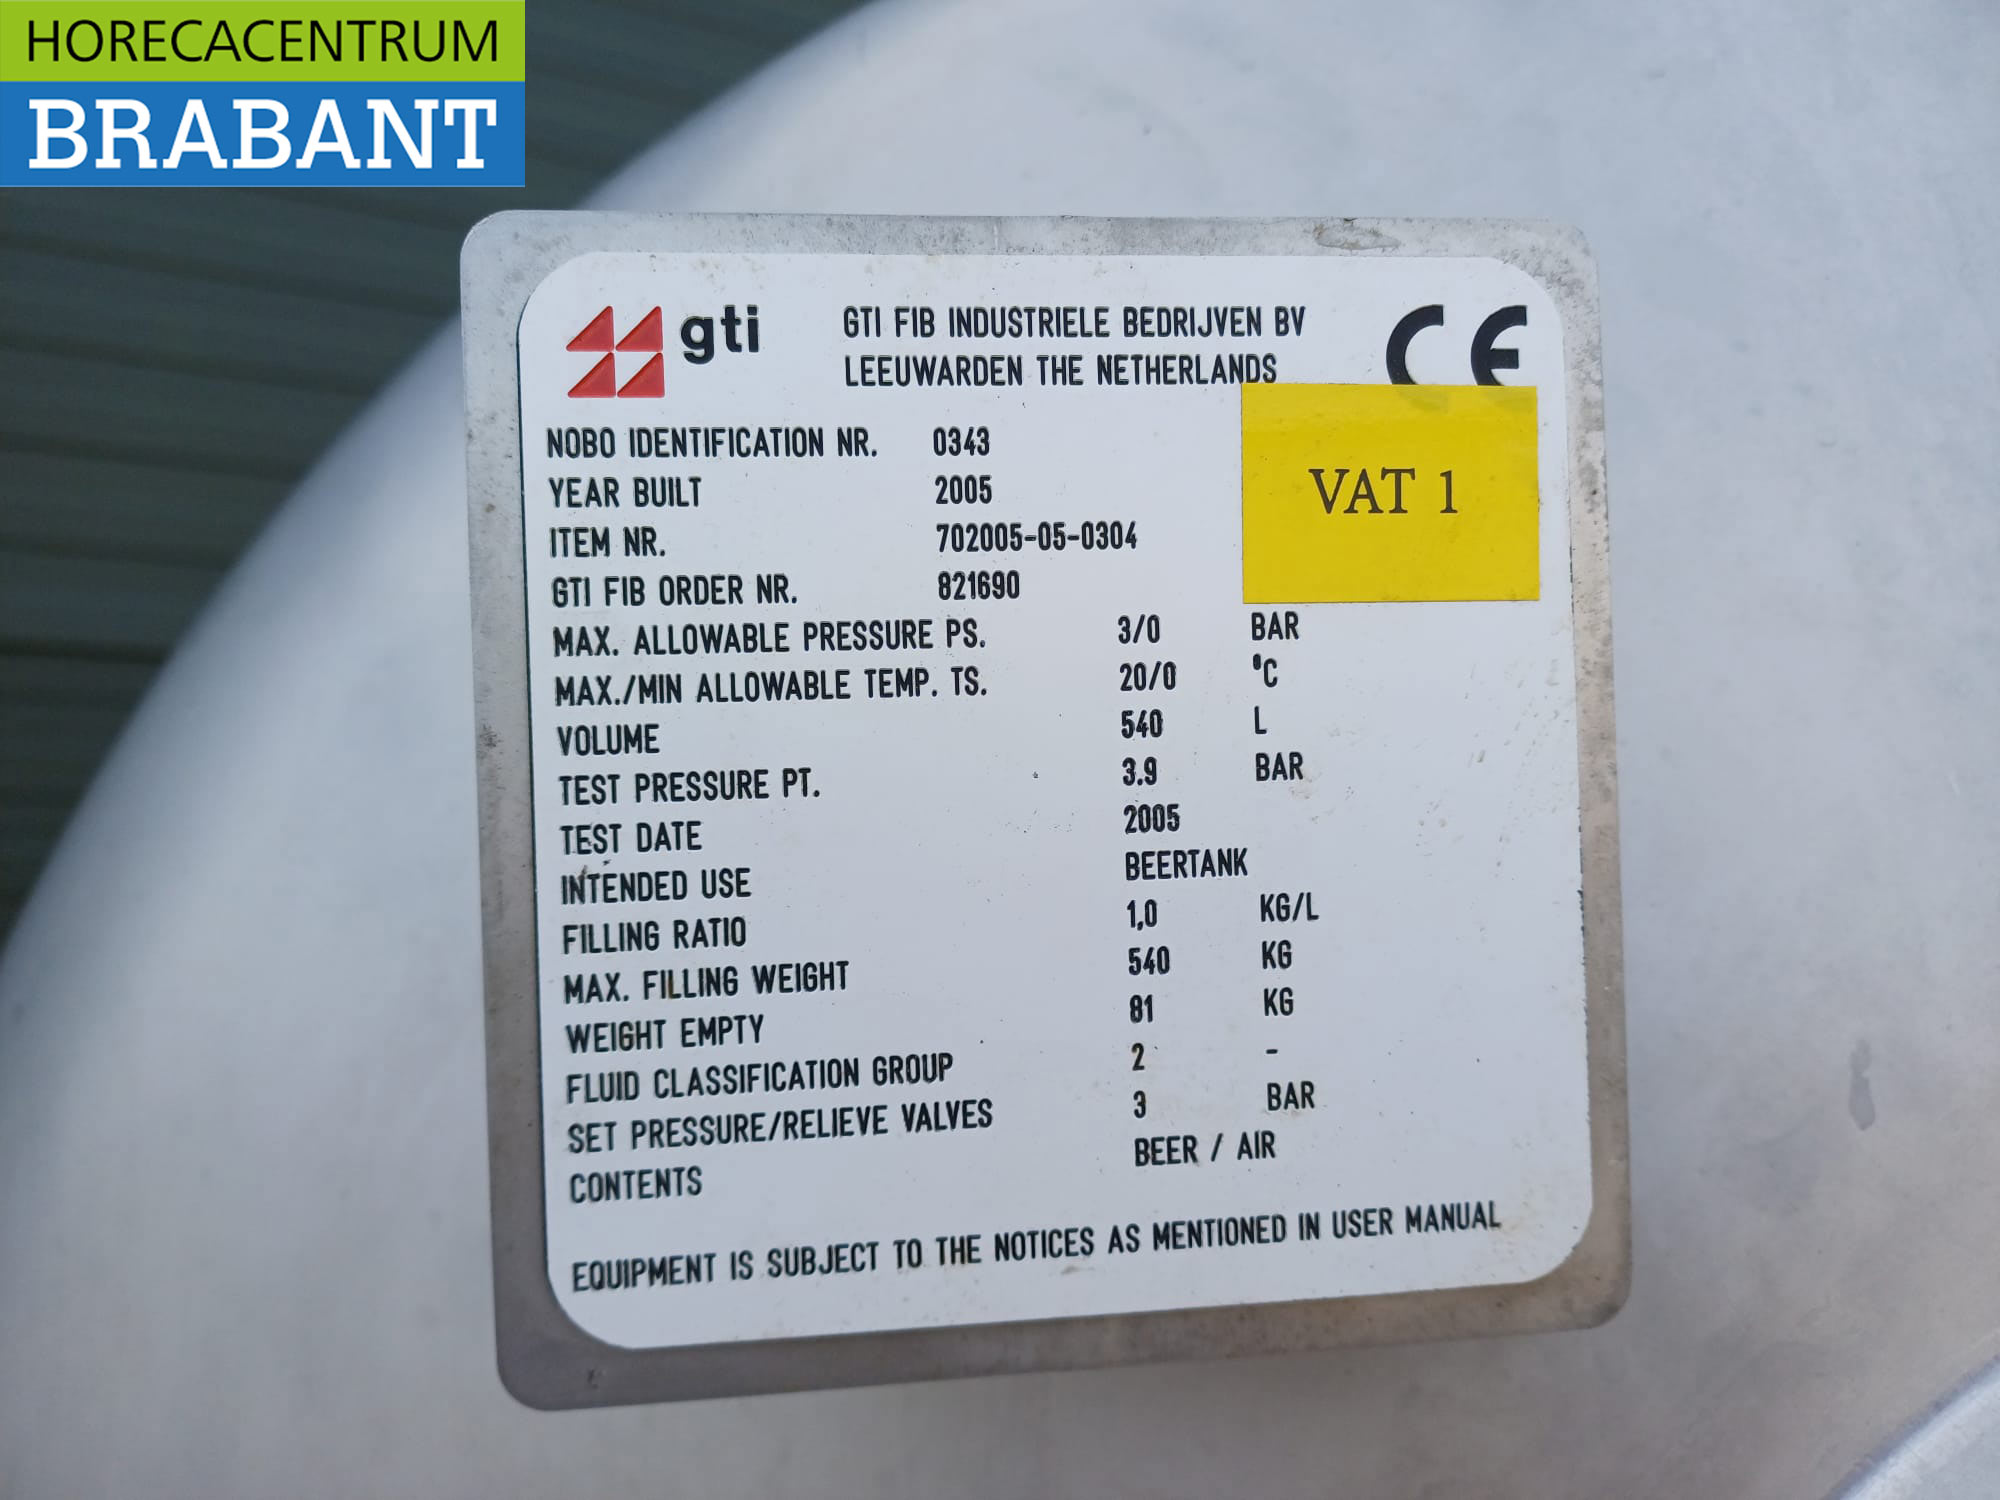 HORECACENTRUM
BRABANT
gti
GTI FIB INDUSTRIELE BEDRIJVEN BV
LEEUWARDEN THE NETHERLANDS
CE
VAT 1
NOBO IDENTIFICATION NR. 0343
YEAR BUILT 2005
ITEM NR. 702005-05-0304
GTI FIB ORDER NR. 821690
MAX. ALLOWABLE PRESSURE PS. 3/0 BAR
MAX./MIN ALLOWABLE TEMP. TS. 20/0 °C
VOLUME 540 L
TEST PRESSURE PT. 3.9 BAR
TEST DATE 2005
INTENDED USE BEERTANK
FILLING RATIO 1,0 KG/L
MAX. FILLING WEIGHT 540 KG
WEIGHT EMPTY 81 KG
FLUID CLASSIFICATION GROUP 2 -
SET PRESSURE/RELIEVE VALVES 3 BAR
CONTENTS BEER / AIR
EQUIPMENT IS SUBJECT TO THE NOTICES AS MENTIONED IN USER MANUAL